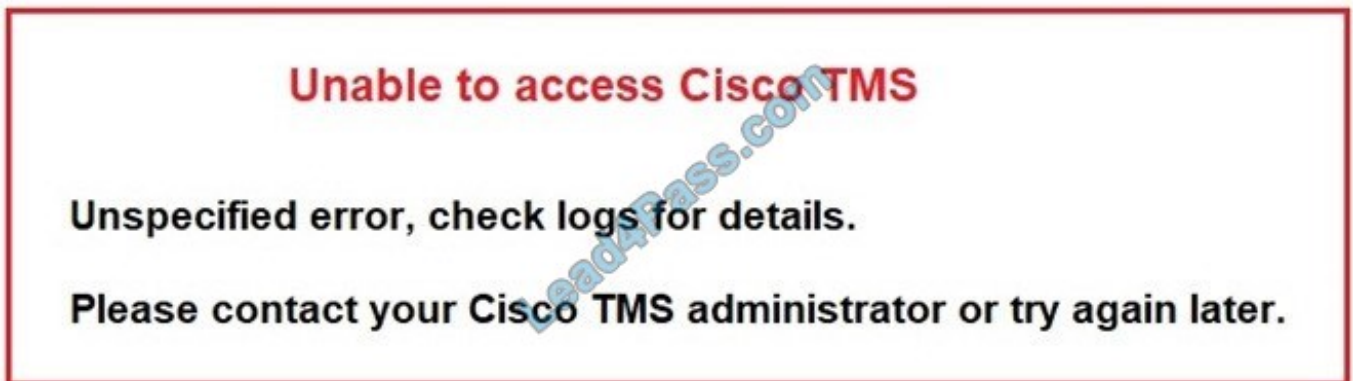 Unable to access Cisco TMS
Lead4Pass.com
Unspecified error, check logs for details.
Please contact your Cisco TMS administrator or try again later.